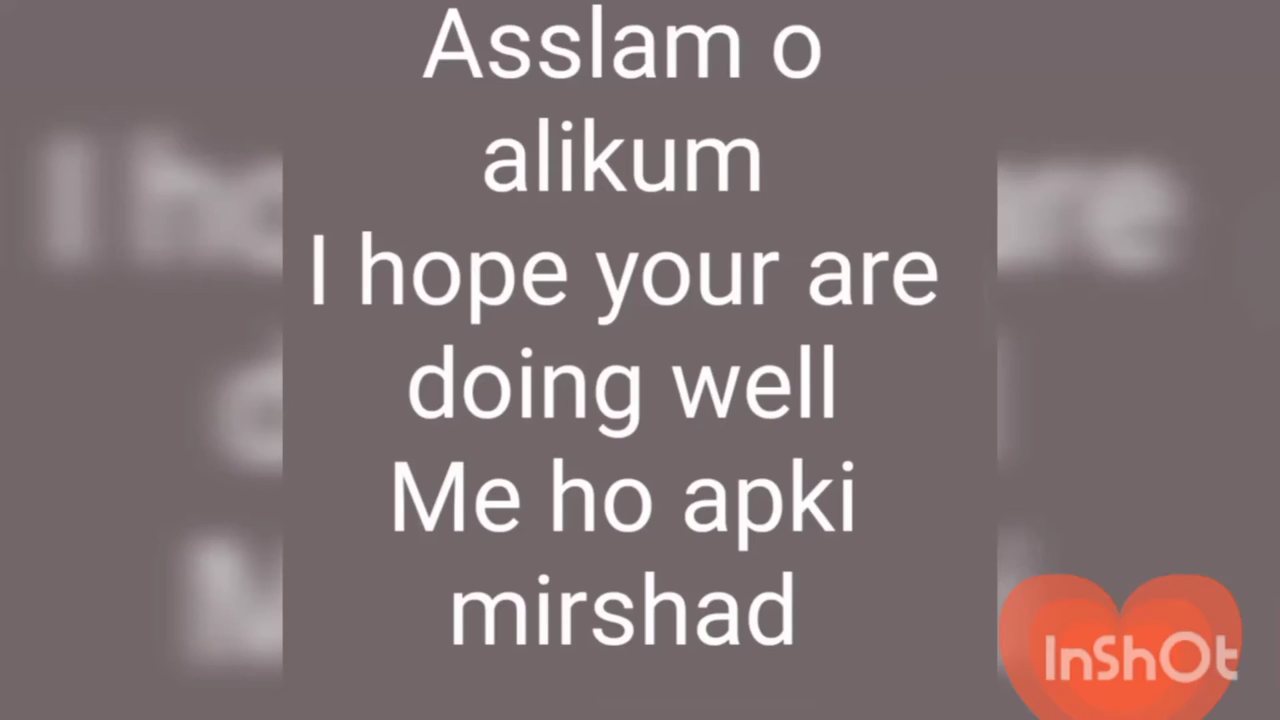 Asslam o
alikum
I hope your are
doing well
Me ho apki
mirshad
InShOt